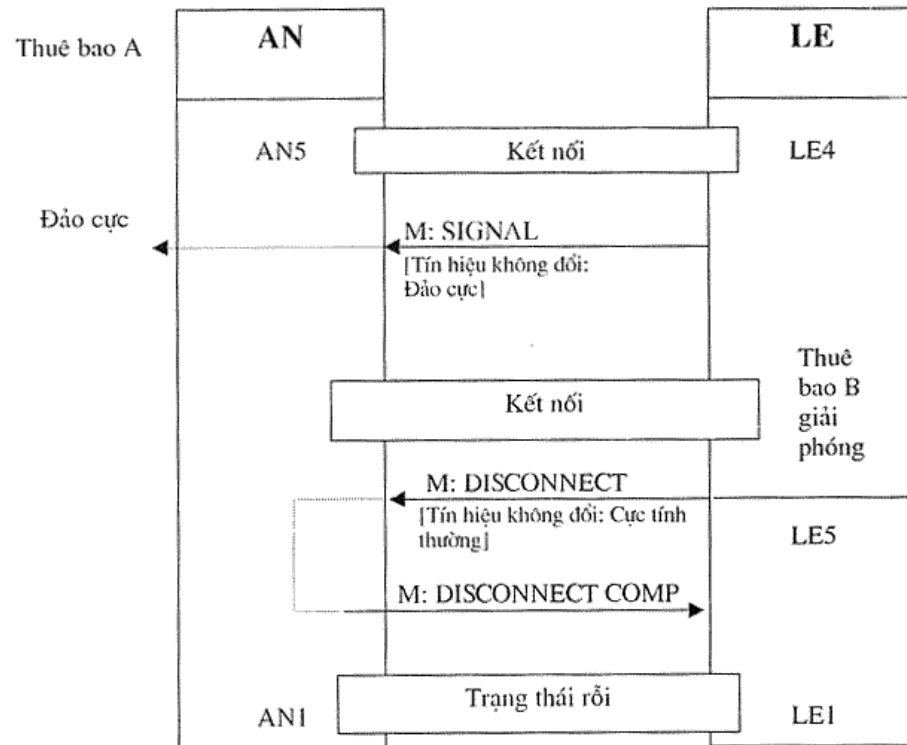 Thuê bao A
AN
LE
AN5
Kết nối
LE4
Đảo cực
M: SIGNAL
[Tín hiệu không đổi:
Đảo cực]
Kết nối
Thuê
bao B
giải
phóng
M: DISCONNECT
[Tín hiệu không đổi: Cực tính
thường]
LE5
M: DISCONNECT COMP
AN1
Trạng thái rỗi
LE1